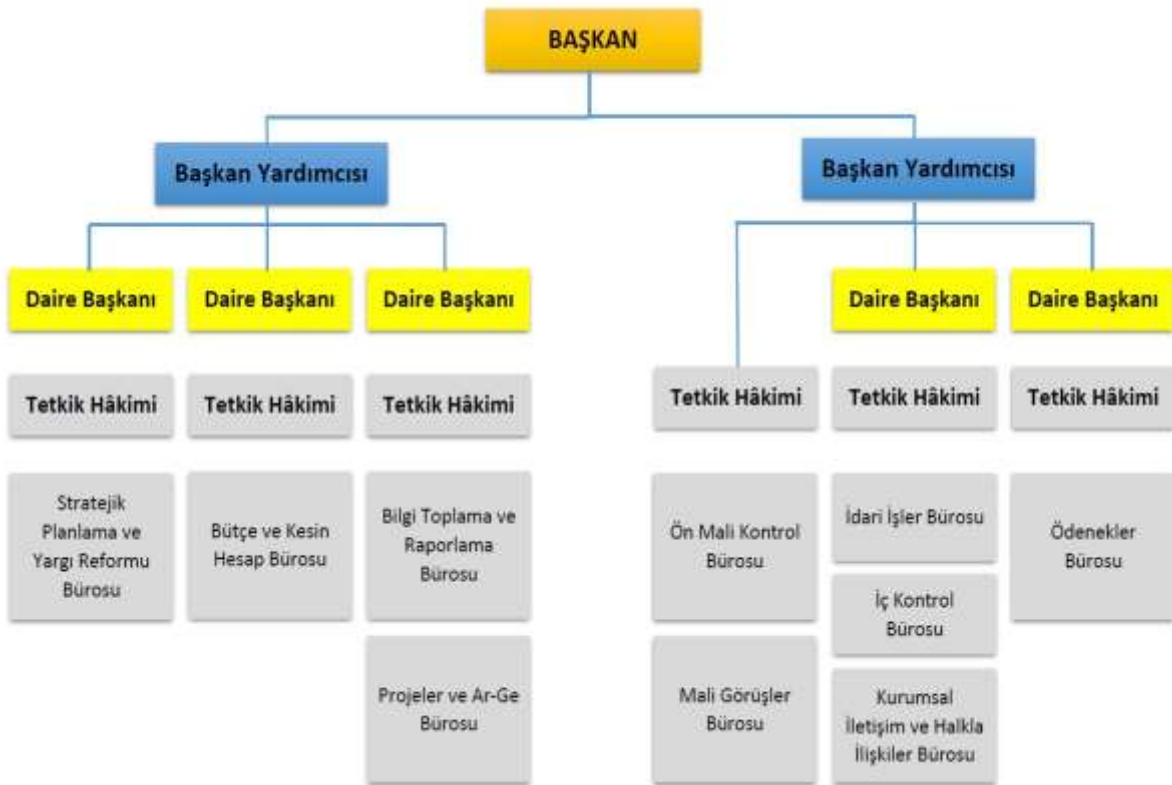 BAŞKAN
Başkan Yardımcısı
Başkan Yardımcısı
Daire Başkanı
Daire Başkanı
Daire Başkanı
Daire Başkanı
Daire Başkanı
Tetkik Hâkimi
Tetkik Hâkimi
Tetkik Hâkimi
Tetkik Hâkimi
Tetkik Hâkimi
Tetkik Hâkimi
Stratejik
Planlama ve
Yargı Reformu
Bürosu
Bütçe ve Kesin
Hesap Bürosu
Bilgi Toplama ve
Raporlama
Bürosu
Projeler ve Ar-Ge
Bürosu
Ön Mali Kontrol
Bürosu
Mali Görüşler
Bürosu
İdari İşler Bürosu
İç Kontrol
Bürosu
Kurumsal
İletişim ve Halkla
İlişkiler Bürosu
Ödenekler
Bürosu